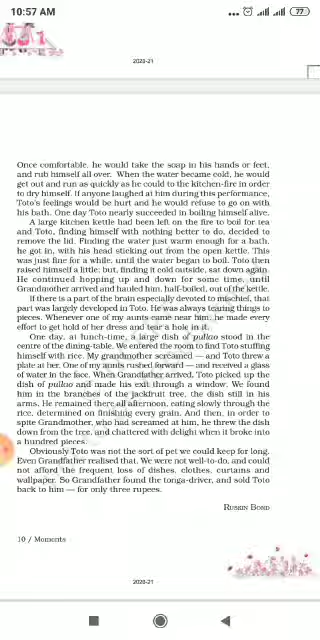 10:57 AM
77
2020-21
Once comfortable, he would take the soap in his hands or feet,
and rub himself all over. When the water became cold, he would
get out and run as quickly as he could to the kitchen-fire in order
to dry himself. If anyone laughed at him during this performance,
Toto's feelings would be hurt and he would refuse to go on with
his bath. One day Toto nearly succeeded in boiling himself alive.
A large kitchen kettle had been left on the fire to boil for tea
and Toto, finding himself with nothing better to do, decided to
remove the lid. Finding the water just warm enough for a bath,
he got in, with his head sticking out from the open kettle. This
was just fine for a while, until the water began to boil. Toto then
raised himself a little; but, finding it cold outside, sat down again.
He continued hopping up and down for some time, until
Grandmother arrived and hauled him, half-boiled, out of the kettle.
If there is a part of the brain especially devoted to mischief, that
part was largely developed in Toto. He was always tearing things to
pieces. Whenever one of my aunts came near him, he made every
effort to get hold of her dress and tear a hole in it.
One day, at lunch-time, a large dish of pullao stood in the
centre of the dining-table. We entered the room to find Toto stuffing
himself with rice. My grandmother screamed — and Toto threw a
plate at her. One of my aunts rushed forward — and received a glass
of water in the face. When Grandfather arrived, Toto picked up the
dish of pullao and made his exit through a window. We found
him in the branches of the jackfruit tree, the dish still in his
arms. He remained there all afternoon, eating slowly through the
rice, determined on finishing every grain. And then, in order to
spite Grandmother, who had screamed at him, he threw the dish
down from the tree, and chattered with delight when it broke into
a hundred pieces.
Obviously Toto was not the sort of pet we could keep for long.
Even Grandfather realised that. We were not well-to-do, and could
not afford the frequent loss of dishes, clothes, curtains and
wallpaper. So Grandfather found the tonga-driver, and sold Toto
back to him — for only three rupees.
RUSKIN BOND
10 / Moments
2020-21